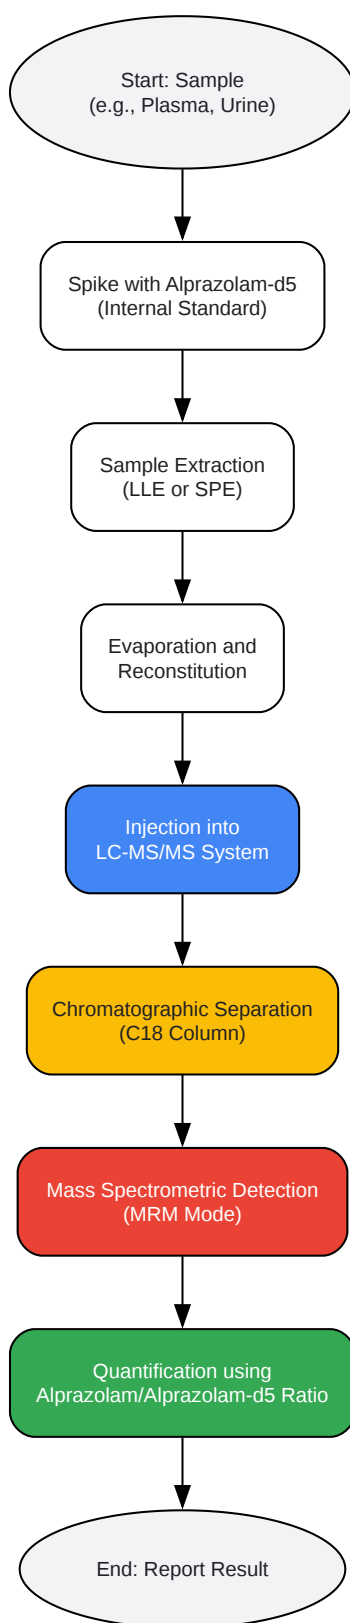 Start: Sample
(e.g., Plasma, Urine)
Spike with Alprazolam-d5
(Internal Standard)
Sample Extraction
(LLE or SPE)
Evaporation and
Reconstitution
Injection into
LC-MS/MS System
Chromatographic Separation
(C18 Column)
Mass Spectrometric Detection
(MRM Mode)
Quantification using
Alprazolam/Alprazolam-d5 Ratio
End: Report Result